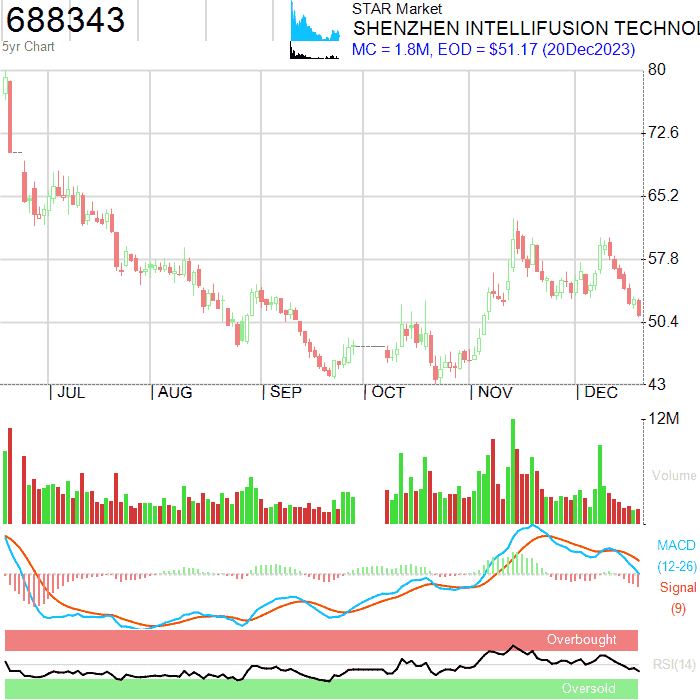 688343
5yr Chart
STAR Market
SHENZHEN INTELLIFUSION TECHNOL
MC = 1.8M, EOD = $51.17 (20Dec2023)
80
72.6
65.2
57.8
50.4
43
JUL
AUG
SEP
OCT
NOV
DEC
12M
Volume
MACD
(12-26)
Signal
(9)
Overbought
RSI(14)
Oversold